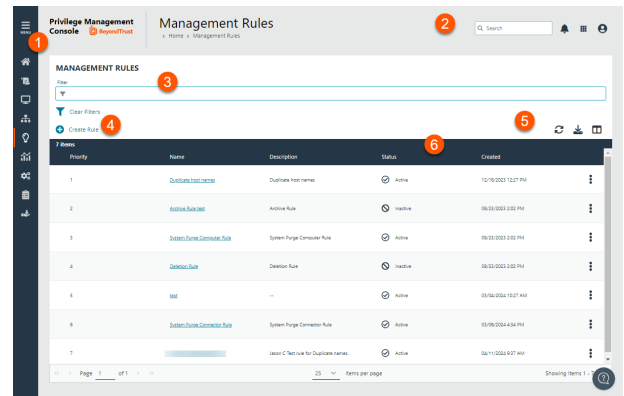 MENU
Privilege Management
Console BeyondTrust
Management Rules
› Home › Management Rules
Search
1
2
MANAGEMENT RULES
Filter
3
Clear Filters
Create Rule
4
5
6
7 items
Priority Name Description Status Created
1 Duplicate host names Duplicate host names Active 12/18/2023 12:27 PM
2 Archive Rule test Archive Rule Inactive 08/23/2023 2:02 PM
3 System Purge Computer Rule System Purge Computer Rule Active 08/23/2023 2:02 PM
4 Deletion Rule Deletion Rule Inactive 08/23/2023 2:02 PM
5 test -- Active 03/04/2024 10:27 AM
6 System Purge Connector Rule System Purge Connector Rule Active 03/06/2024 4:34 PM
7 Jason C Test rule for Duplicate names. Active 04/11/2024 9:37 AM
Page 1 of 1 25 items per page Showing items 1 -